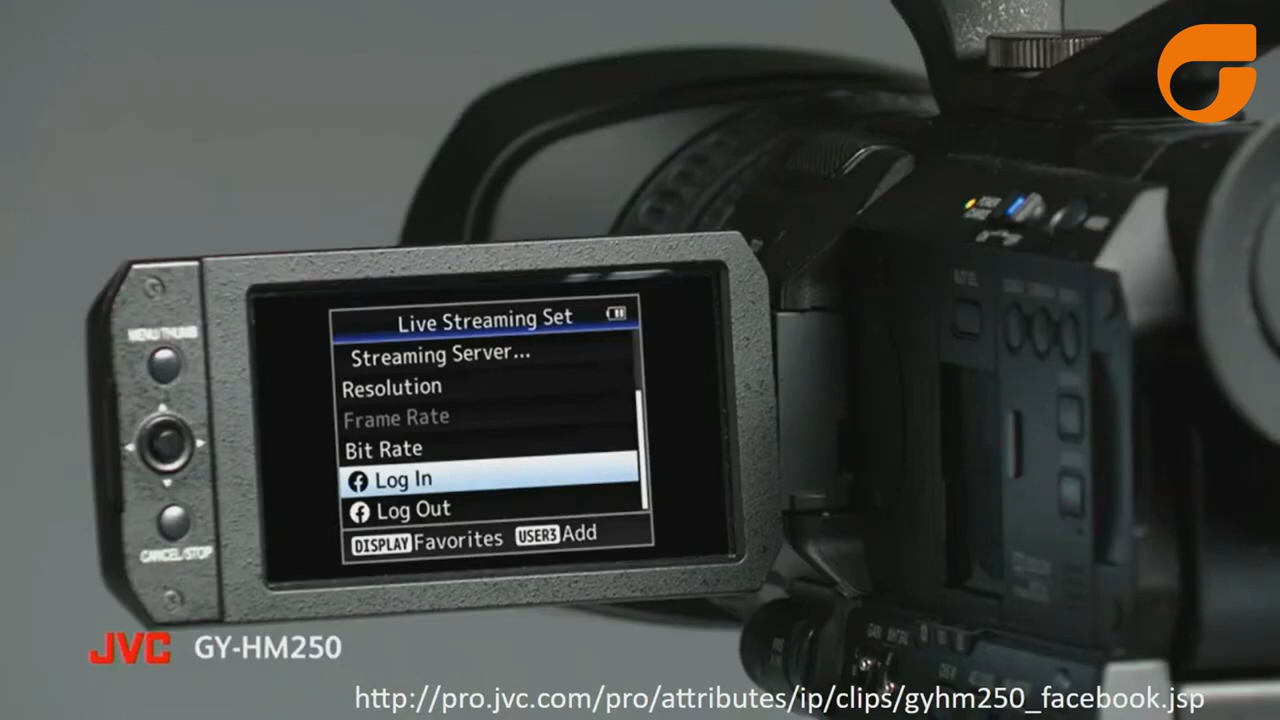 MENU/THUMB
CANCEL/STOP
Live Streaming Set
Streaming Server...
Resolution
Frame Rate
Bit Rate
Log In
Log Out
DISPLAY Favorites USER3 Add
JVC GY-HM250
http://pro.jvc.com/pro/attributes/ip/clips/gyhm250_facebook.jsp